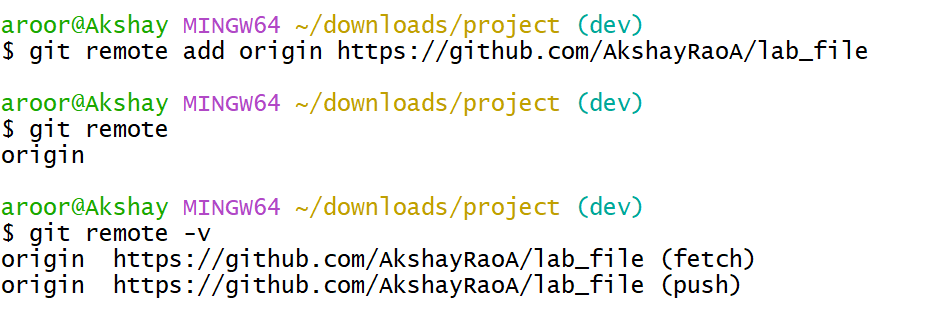 aroor@Akshay MINGW64 ~/downloads/project (dev)
$ git remote add origin https://github.com/AkshayRaoA/lab_file
aroor@Akshay MINGW64 ~/downloads/project (dev)
$ git remote
origin
aroor@Akshay MINGW64 ~/downloads/project (dev)
$ git remote -v
origin  https://github.com/AkshayRaoA/lab_file (fetch)
origin  https://github.com/AkshayRaoA/lab_file (push)